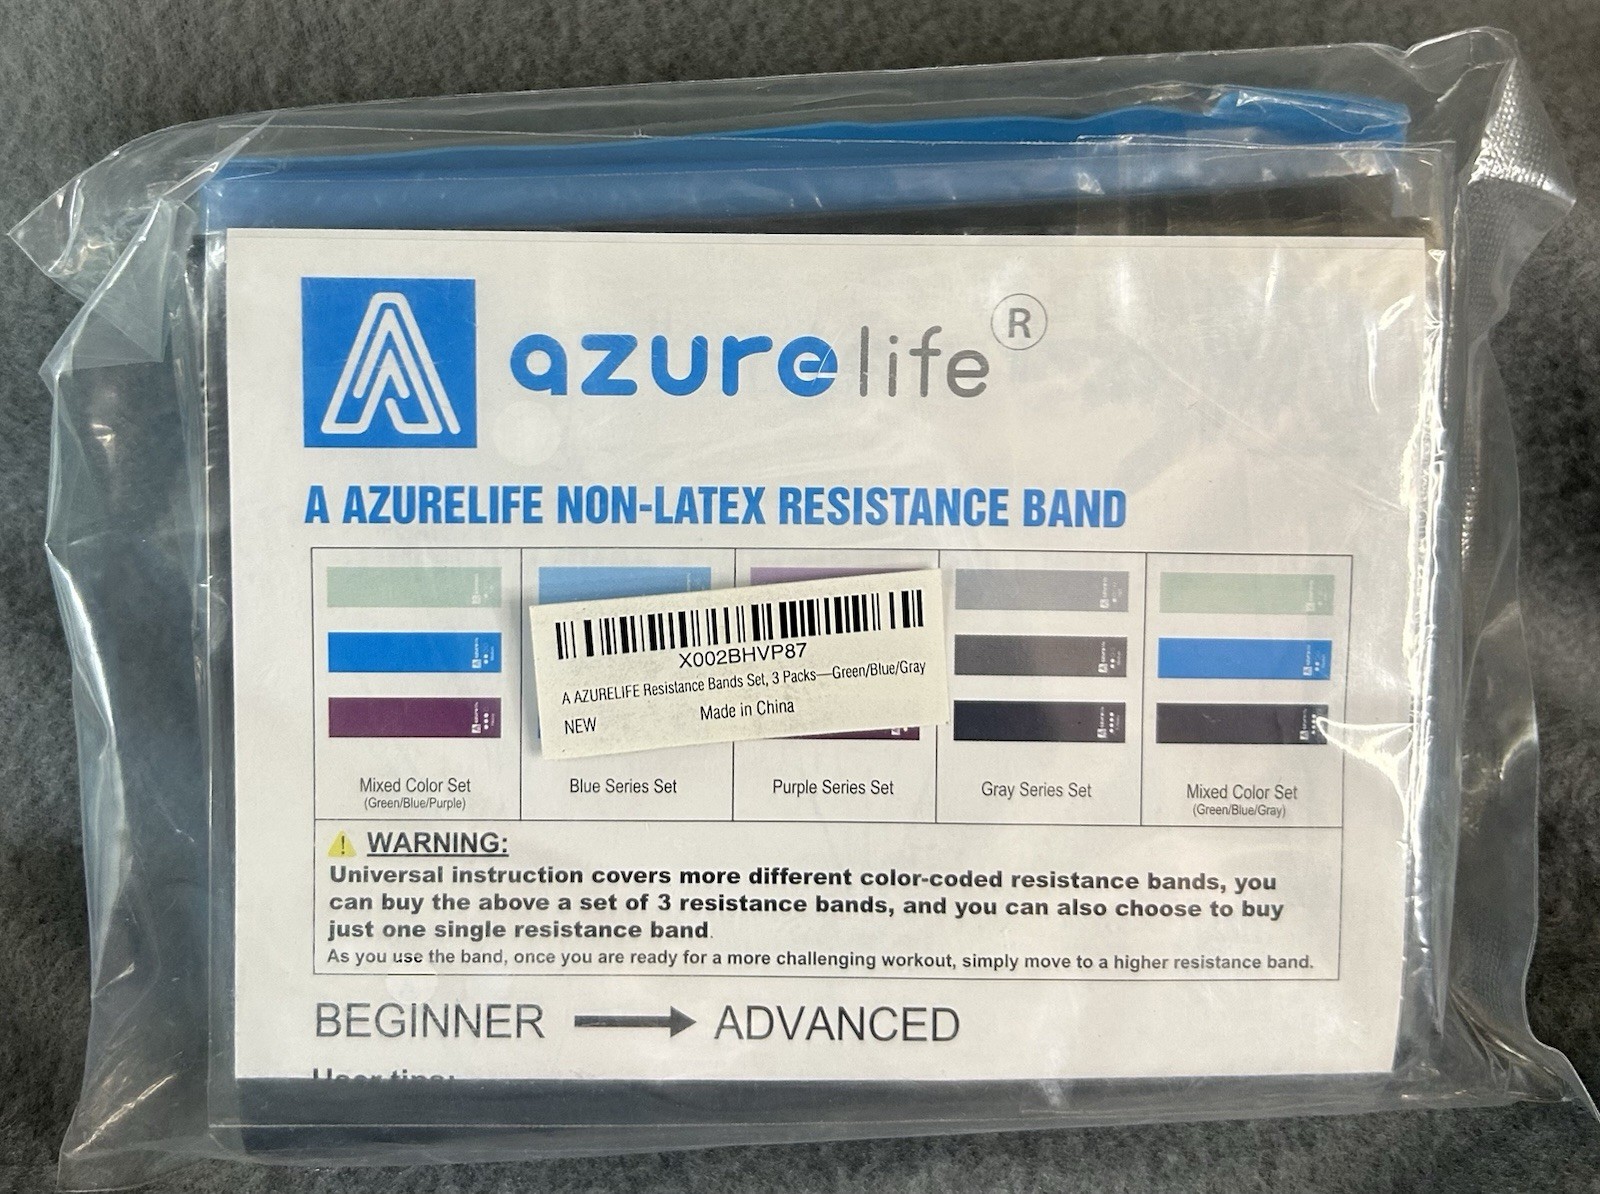 azurelife®
A AZURELIFE NON-LATEX RESISTANCE BAND
X002BHVP87
A AZURELIFE Resistance Bands Set, 3 Packs—Green/Blue/Gray
NEW Made in China
Mixed Color Set
(Green/Blue/Purple)
Blue Series Set
Purple Series Set
Gray Series Set
Mixed Color Set
(Green/Blue/Gray)
WARNING:
Universal instruction covers more different color-coded resistance bands, you
can buy the above a set of 3 resistance bands, and you can also choose to buy
just one single resistance band.
As you use the band, once you are ready for a more challenging workout, simply move to a higher resistance band.
BEGINNER → ADVANCED
User tips: